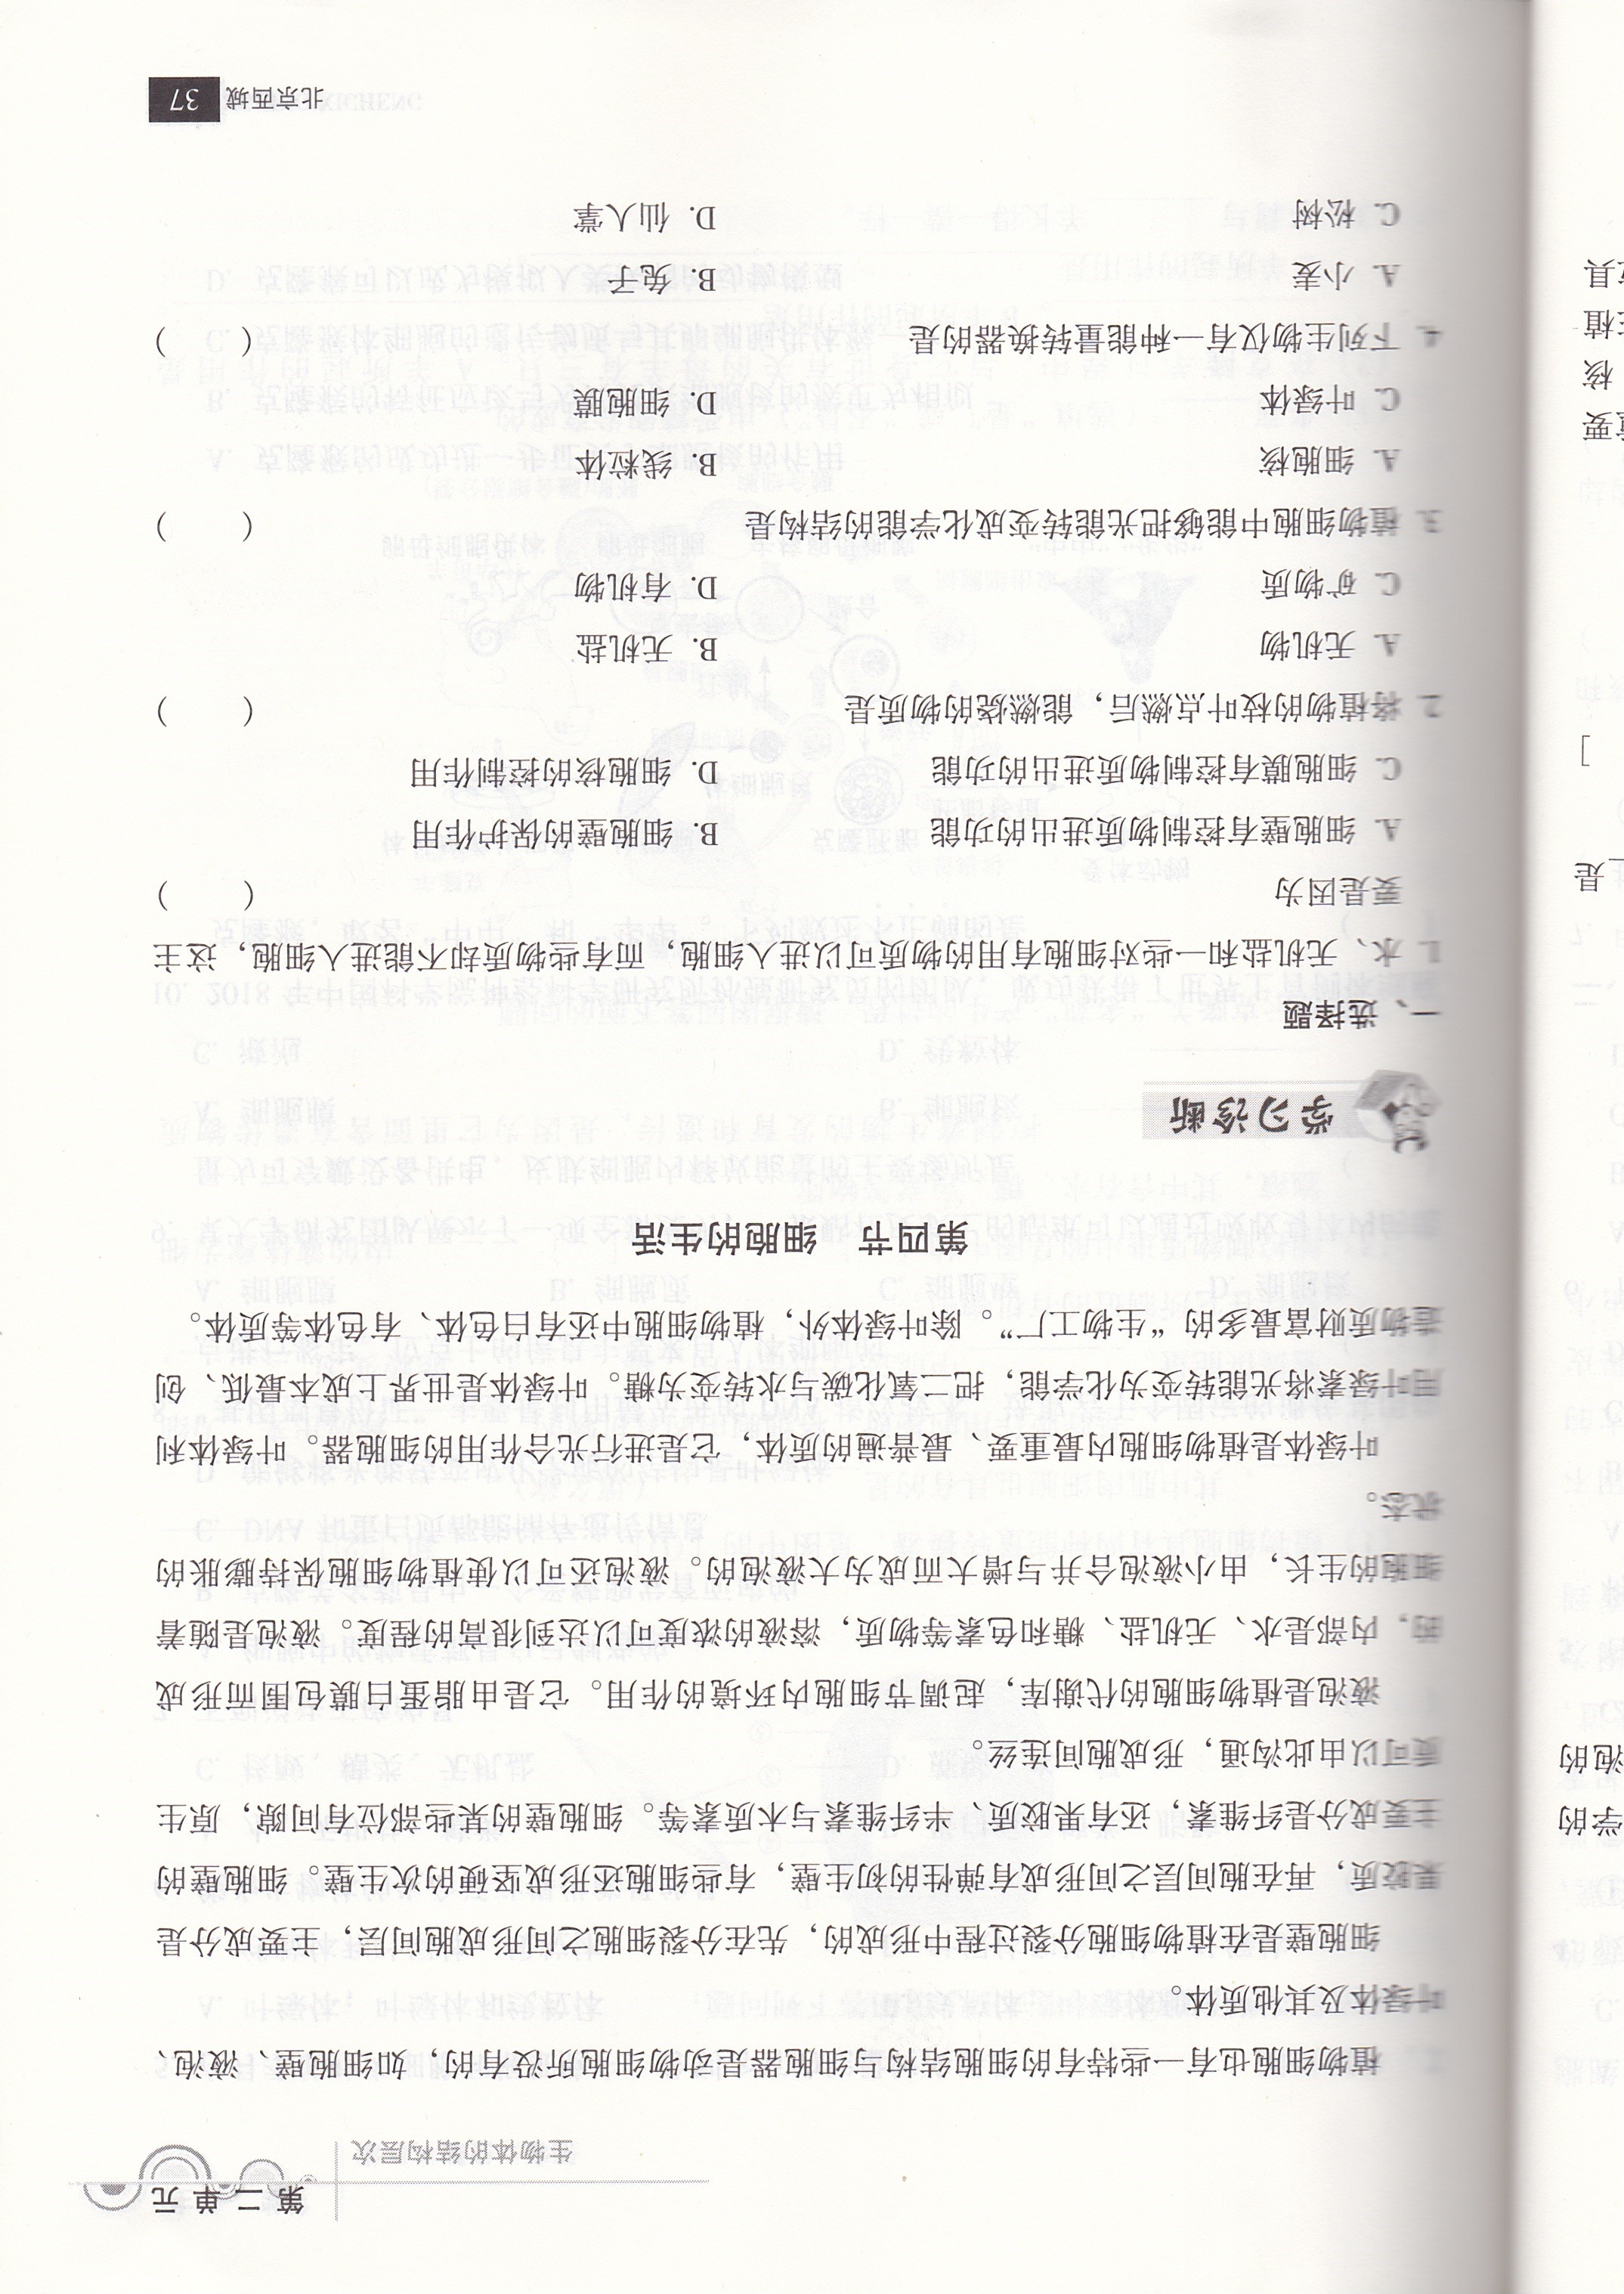 第二单元
生物体的结构层次
植物细胞也有一些特有的细胞结构与细胞器是动物细胞所没有的，如细胞壁、液泡、
叶绿体及其他质体。
细胞壁是在植物细胞分裂过程中形成的，先在分裂细胞之间形成胞间层，主要成分是
果胶质，再在胞间层之间形成有弹性的初生壁，有些细胞还形成坚硬的次生壁。细胞壁的
主要成分是纤维素，还有果胶质、半纤维素与木质素等。细胞壁的某些部位有间隙，原生
质可以由此沟通，形成胞间连丝。
液泡是植物细胞的代谢库，起调节细胞内环境的作用。它是由脂蛋白膜包围而形成
的，内部是水、无机盐、糖和色素等物质，溶液的浓度可以达到很高的程度。液泡是随着
细胞的生长，由小液泡合并与增大而成为大液泡的。液泡还可以使植物细胞保持膨胀的
状态。
叶绿体是植物细胞内最重要、最普遍的质体，它是进行光合作用的细胞器。叶绿体利
用叶绿素将光能转变为化学能，把二氧化碳与水转变为糖。叶绿体是世界上成本最低、创
造物质财富最多的“生物工厂”。除叶绿体外，植物细胞中还有白色体、有色体等质体。
第四节 细胞的生活
学习诊断
一、选择题
1. 水、无机盐和一些对细胞有用的物质可以进入细胞，而有些物质却不能进入细胞，这主
要是因为 （ ）
A. 细胞壁有控制物质进出的功能 B. 细胞壁的保护作用
C. 细胞膜有控制物质进出的功能 D. 细胞核的控制作用
2. 将植物的枝叶点燃后，能燃烧的物质是 （ ）
A. 无机物 B. 无机盐
C. 矿物质 D. 有机物
3. 植物细胞中能够把光能转变成化学能的结构是 （ ）
A. 细胞核 B. 线粒体
C. 叶绿体 D. 细胞膜
4. 下列生物仅有一种能量转换器的是 （ ）
A. 小麦 B. 兔子
C. 松树 D. 仙人掌
北京西城 37